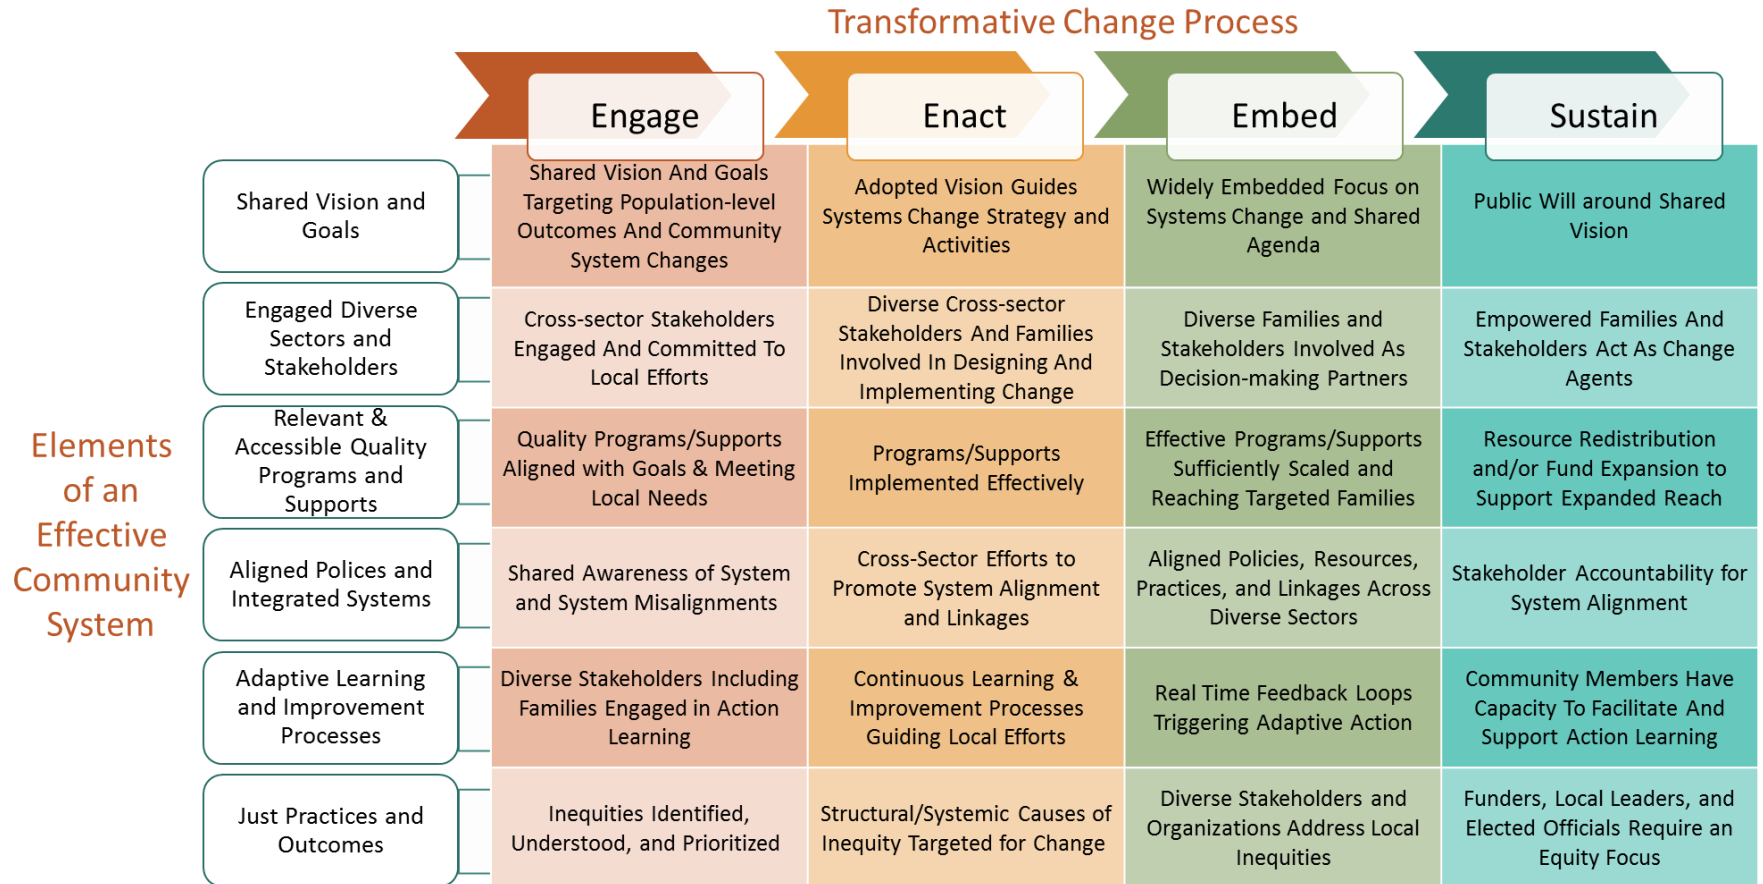 Transformative Change Process
Engage
Enact
Embed
Sustain
Elements
of an
Effective
Community
System
Shared Vision and
Goals
Shared Vision And Goals
Targeting Population-level
Outcomes And Community
System Changes
Adopted Vision Guides
Systems Change Strategy and
Activities
Widely Embedded Focus on
Systems Change and Shared
Agenda
Public Will around Shared
Vision
Engaged Diverse
Sectors and
Stakeholders
Cross-sector Stakeholders
Engaged And Committed To
Local Efforts
Diverse Cross-sector
Stakeholders And Families
Involved In Designing And
Implementing Change
Diverse Families and
Stakeholders Involved As
Decision-making Partners
Empowered Families And
Stakeholders Act As Change
Agents
Relevant &
Accessible Quality
Programs and
Supports
Quality Programs/Supports
Aligned with Goals & Meeting
Local Needs
Programs/Supports
Implemented Effectively
Effective Programs/Supports
Sufficiently Scaled and
Reaching Targeted Families
Resource Redistribution
and/or Fund Expansion to
Support Expanded Reach
Aligned Polices and
Integrated Systems
Shared Awareness of System
and System Misalignments
Cross-Sector Efforts to
Promote System Alignment
and Linkages
Aligned Policies, Resources,
Practices, and Linkages Across
Diverse Sectors
Stakeholder Accountability for
System Alignment
Adaptive Learning
and Improvement
Processes
Diverse Stakeholders Including
Families Engaged in Action
Learning
Continuous Learning &
Improvement Processes
Guiding Local Efforts
Real Time Feedback Loops
Triggering Adaptive Action
Community Members Have
Capacity To Facilitate And
Support Action Learning
Just Practices and
Outcomes
Inequities Identified,
Understood, and Prioritized
Structural/Systemic Causes of
Inequity Targeted for Change
Diverse Stakeholders and
Organizations Address Local
Inequities
Funders, Local Leaders, and
Elected Officials Require an
Equity Focus